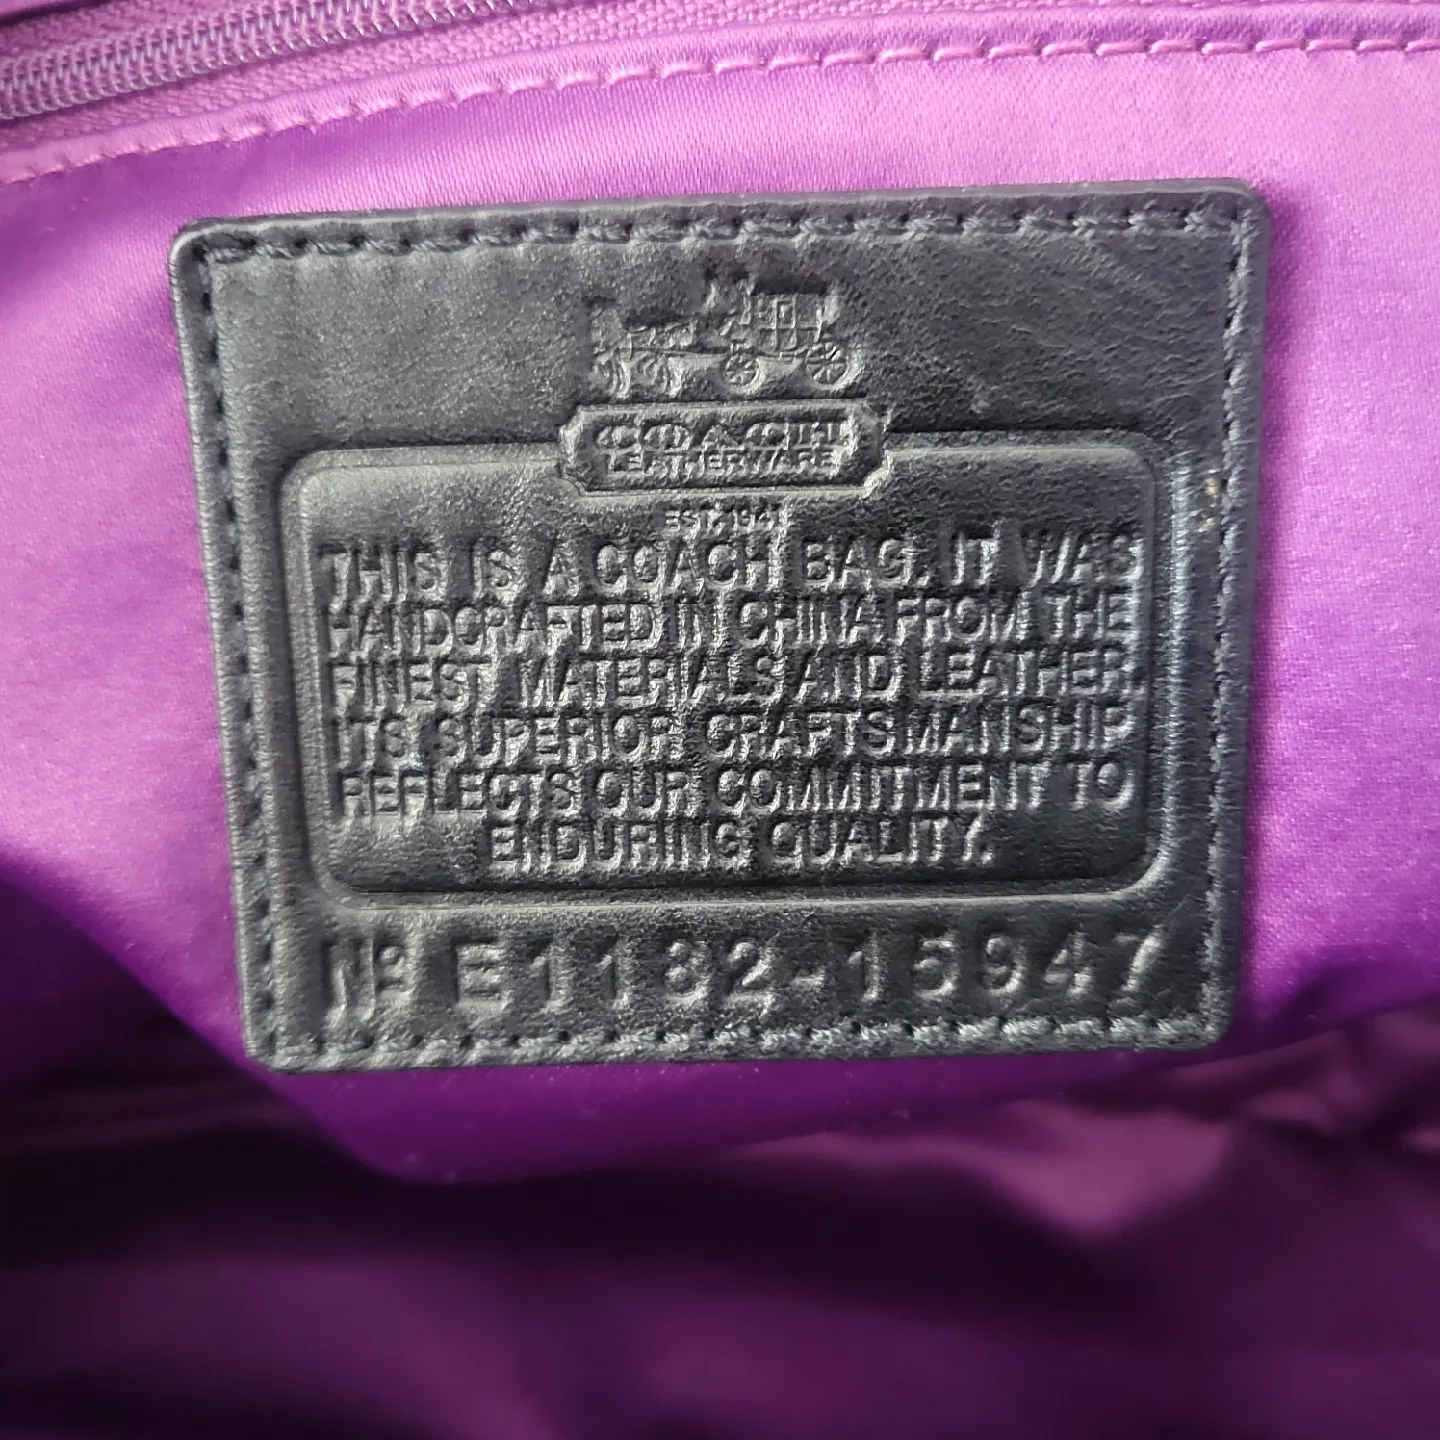 COACH
LEATHERWARE
EST. 1941
THIS IS A COACH BAG. IT WAS
HANDCRAFTED IN CHINA FROM THE
FINEST MATERIALS AND LEATHER.
ITS SUPERIOR CRAFTSMANSHIP
REFLECTS OUR COMMITMENT TO
ENDURING QUALITY.
Nº E1182-15947